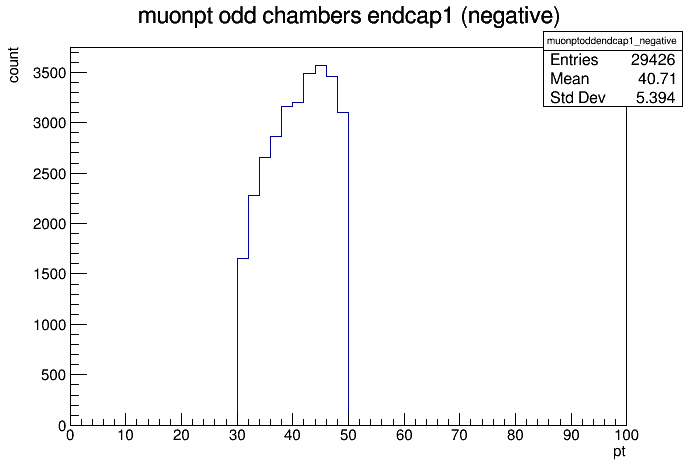 muonpt odd chambers endcap1 (negative)
muonptoddendcap1_negative
Entries 29426
Mean 40.71
Std Dev 5.394
count
3500
3000
2500
2000
1500
1000
500
0
0 10 20 30 40 50 60 70 80 90 100
pt